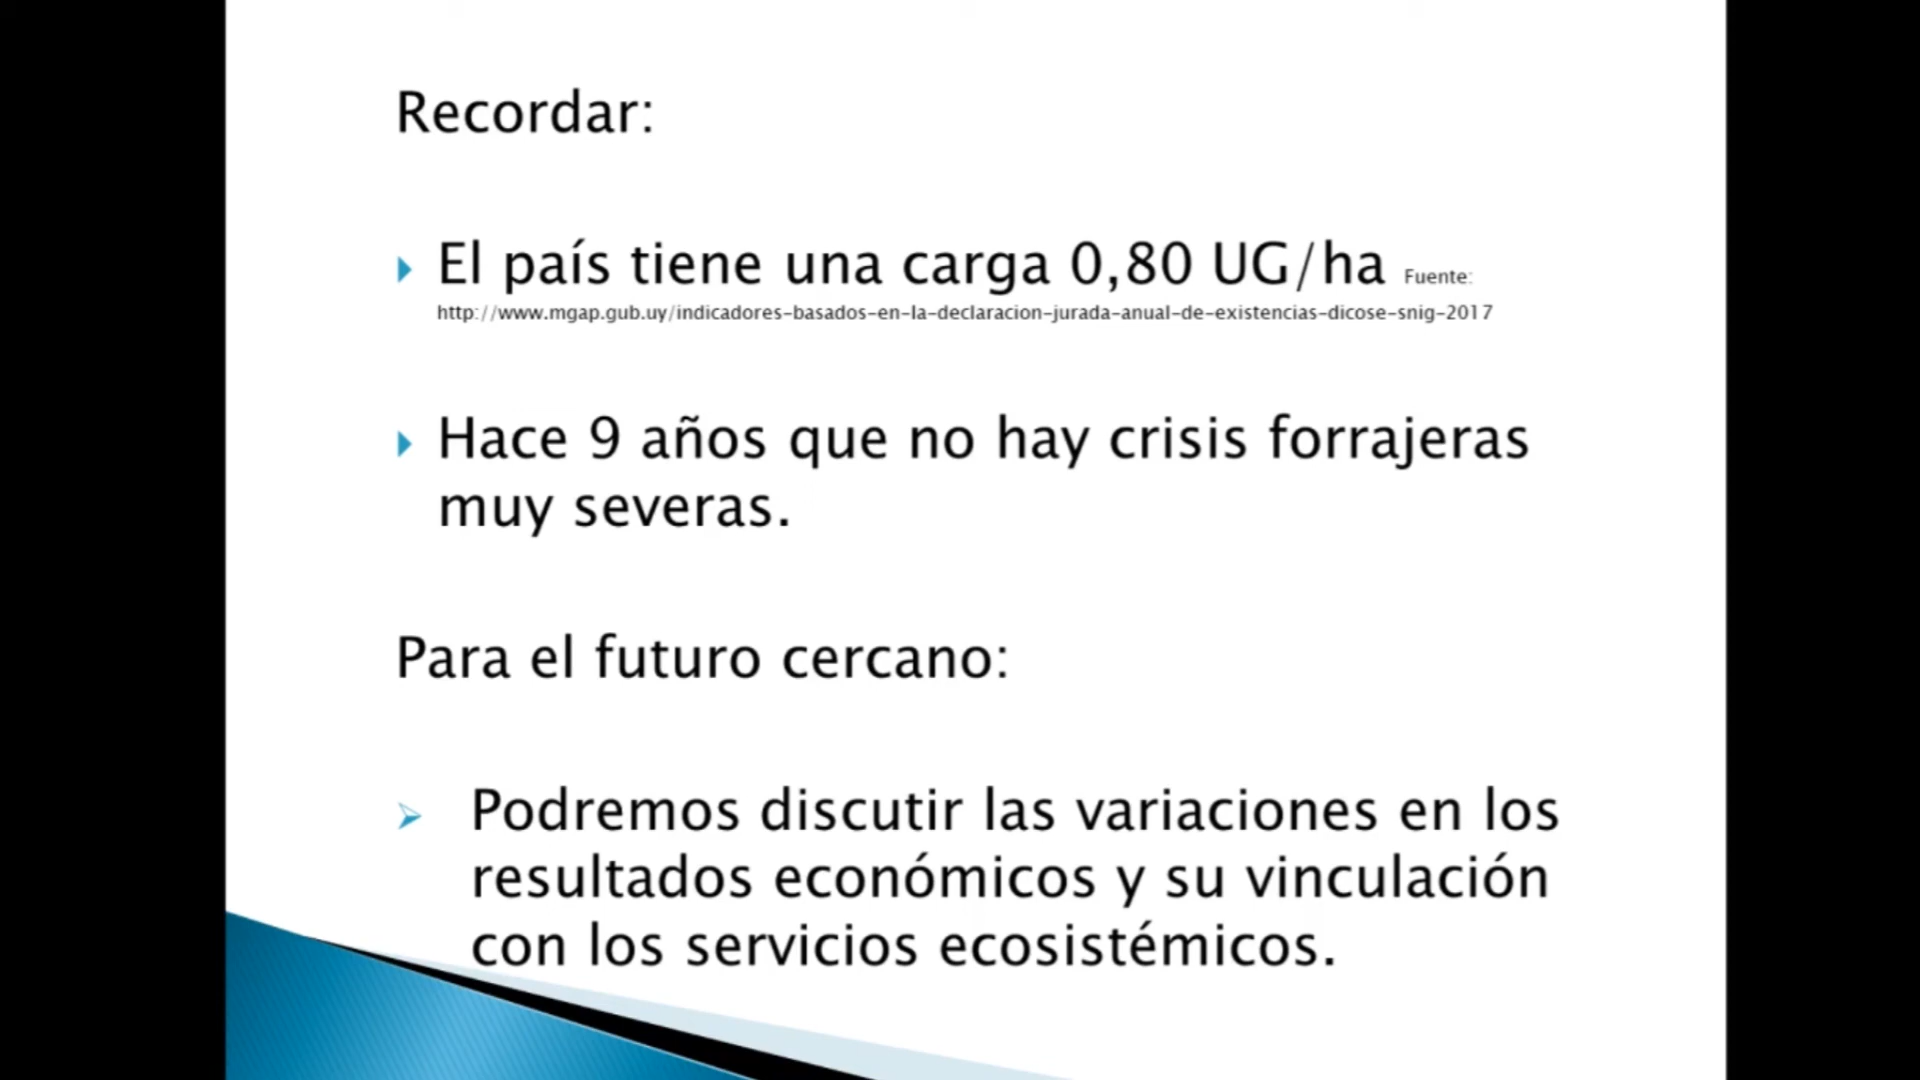 Recordar:
El país tiene una carga 0,80 UG/ha Fuente:
http://www.mgap.gub.uy/indicadores-basados-en-la-declaracion-jurada-anual-de-existencias-dicose-snig-2017
Hace 9 años que no hay crisis forrajeras
muy severas.
Para el futuro cercano:
Podremos discutir las variaciones en los
resultados económicos y su vinculación
con los servicios ecosistémicos.